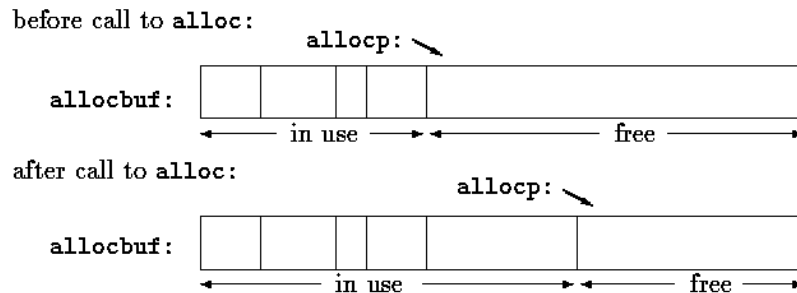 before call to alloc:
allocp:
allocbuf:
in use
free
after call to alloc:
allocp:
allocbuf:
in use
free